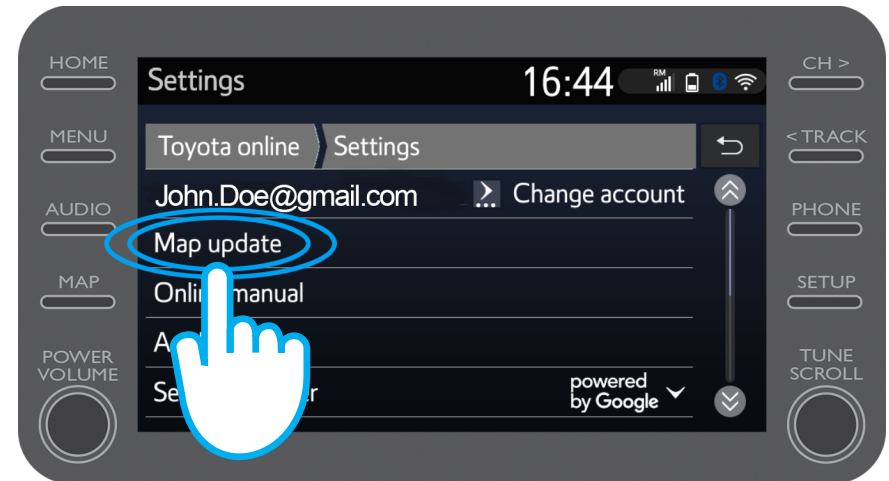 HOME
MENU
AUDIO
MAP
POWER
VOLUME
Settings 16:44 RM
Toyota online Settings
John.Doe@gmail.com Change account
Map update
manual
powered
by Google
CH >
< TRACK
PHONE
SETUP
TUNE
SCROLL